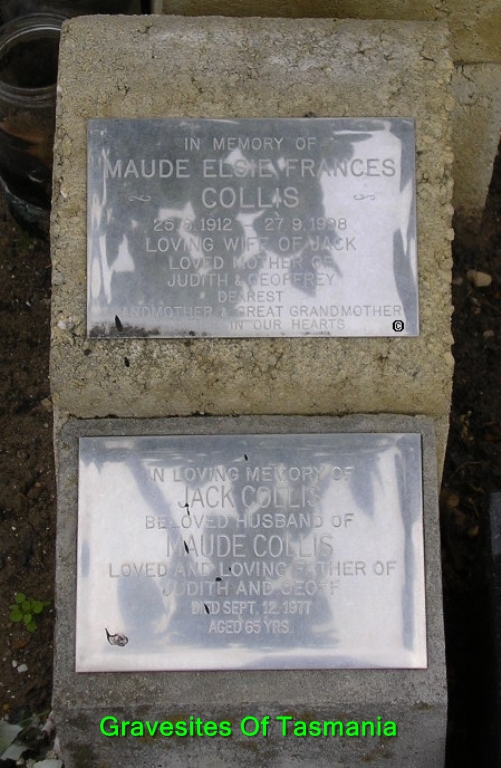 IN MEMORY OF
MAUDE ELSIE FRANCES
COLLIS
1912 27.9.1998
LOVING WIFE OF JACK
LOVED MOTHER OF
JUDITH & GEOFFREY
DEAREST
GRANDMOTHER & GREAT GRANDMOTHER
IN OUR HEARTS
©
IN LOVING MEMORY OF
JACK COLLIS
BELOVED HUSBAND OF
MAUDE COLLIS
LOVED AND LOVING FATHER OF
JUDITH AND GEOFF
DIED SEPT. 12. 1977
AGED 65 YRS.
Gravesites Of Tasmania